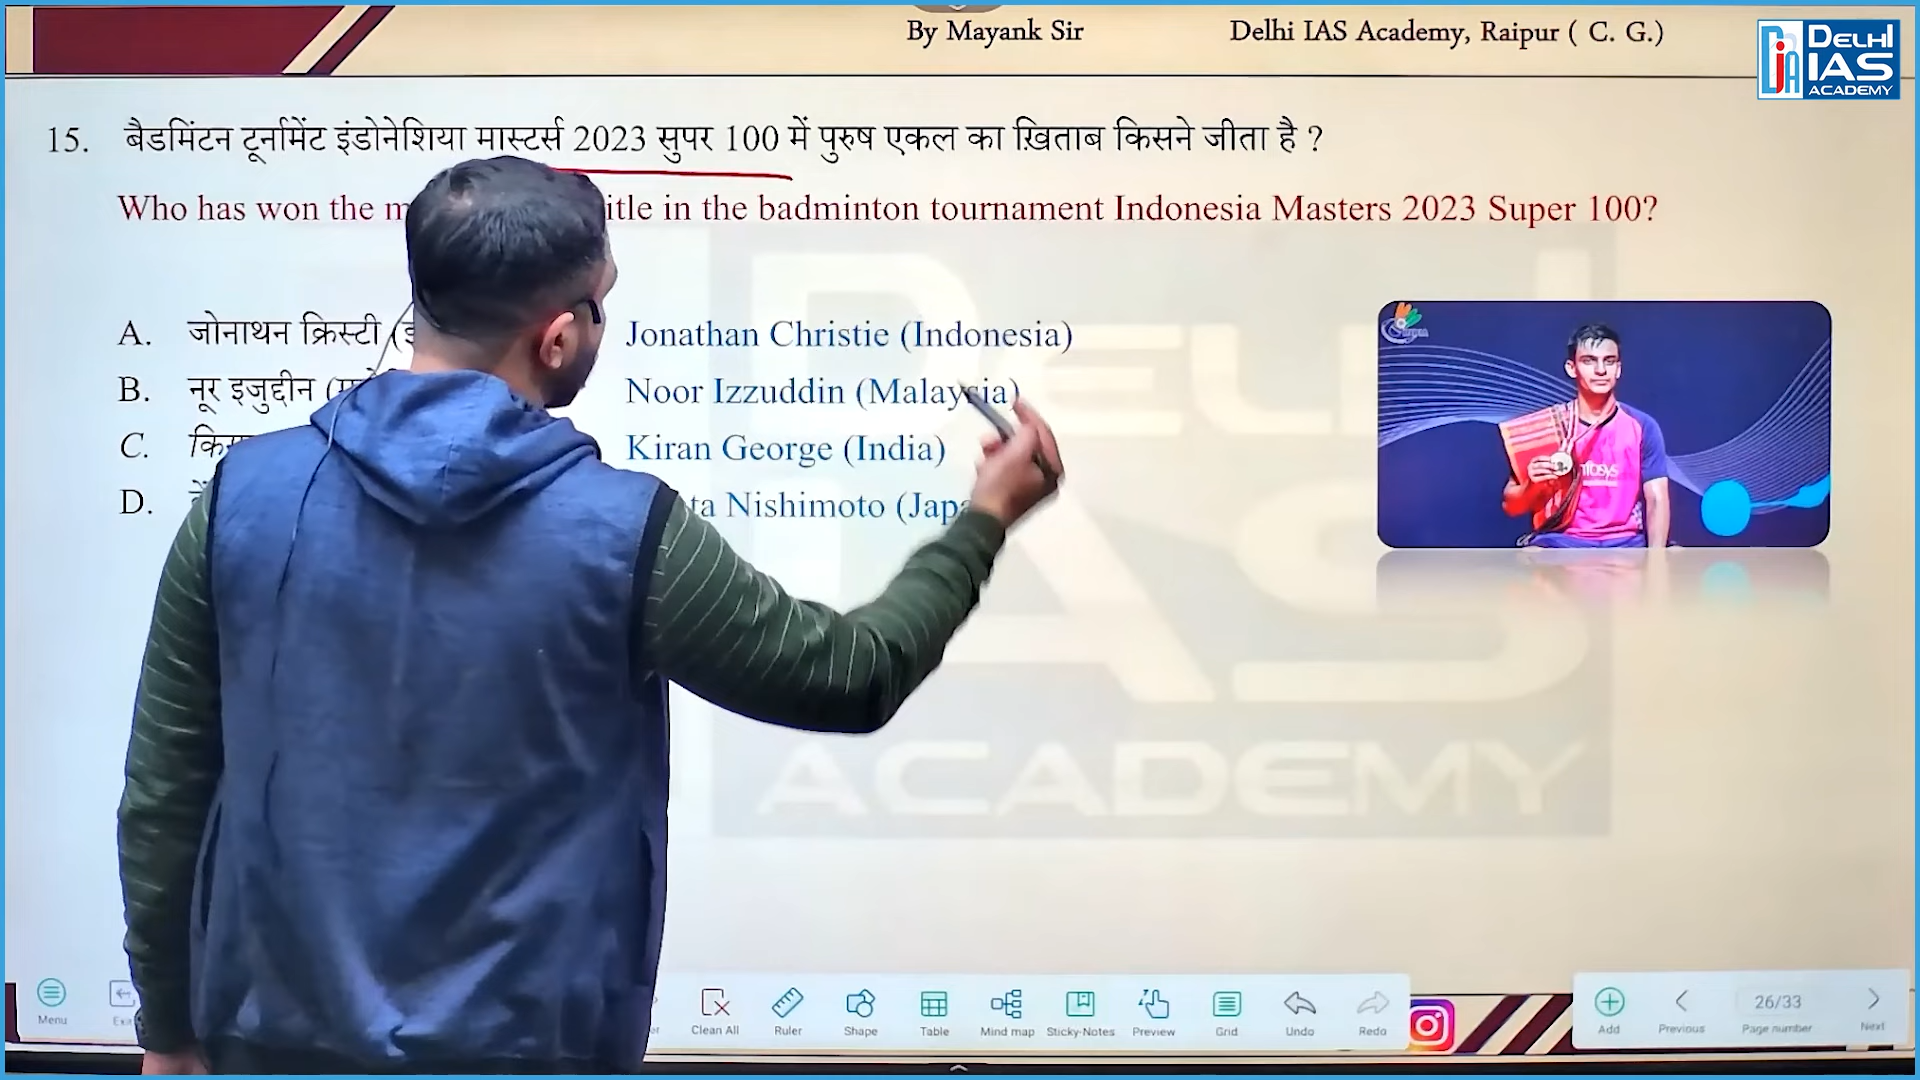 By Mayank Sir Delhi IAS Academy, Raipur ( C. G.)
DELHI
IAS
ACADEMY
15. बैडमिंटन टूर्नामेंट इंडोनेशिया मास्टर्स 2023 सुपर 100 में पुरुष एकल का ख़िताब किसने जीता है ?
Who has won the in the badminton tournament Indonesia Masters 2023 Super 100?
A. जोनाथन क्रिस्टी Jonathan Christie (Indonesia)
B. नूर इजुद्दीन Noor Izzuddin (Malaysia)
C. Kiran George (India)
D. Nishimoto
DELHI
IAS
ACADEMY
Menu Clean All Ruler Shape Table Mind map Sticky-Notes Preview Grid Undo Redo Add Previous 26/33 Page number Next